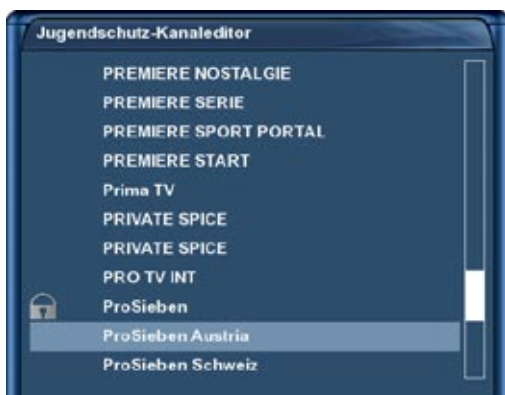 Jugendschutz-Kanaleditor
PREMIERE NOSTALGIE
PREMIERE SERIE
PREMIERE SPORT PORTAL
PREMIERE START
Prima TV
PRIVATE SPICE
PRIVATE SPICE
PRO TV INT
ProSieben
ProSieben Austria
ProSieben Schweiz